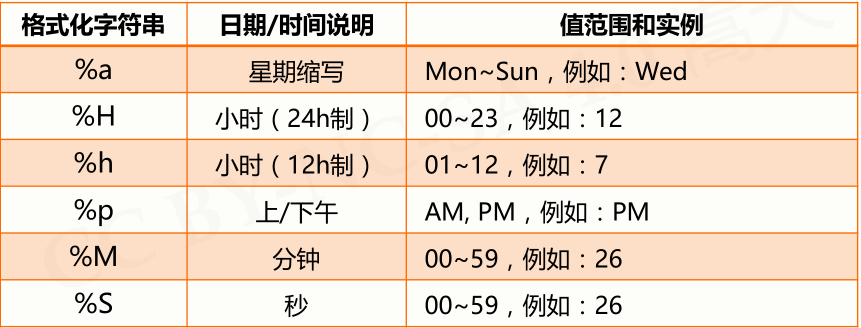 格式化字符串 日期/时间说明 值范围和实例
%a 星期缩写 Mon~Sun，例如：Wed
%H 小时（24h制） 00~23，例如：12
%h 小时（12h制） 01~12，例如：7
%p 上/下午 AM, PM，例如：PM
%M 分钟 00~59，例如：26
%S 秒 00~59，例如：26